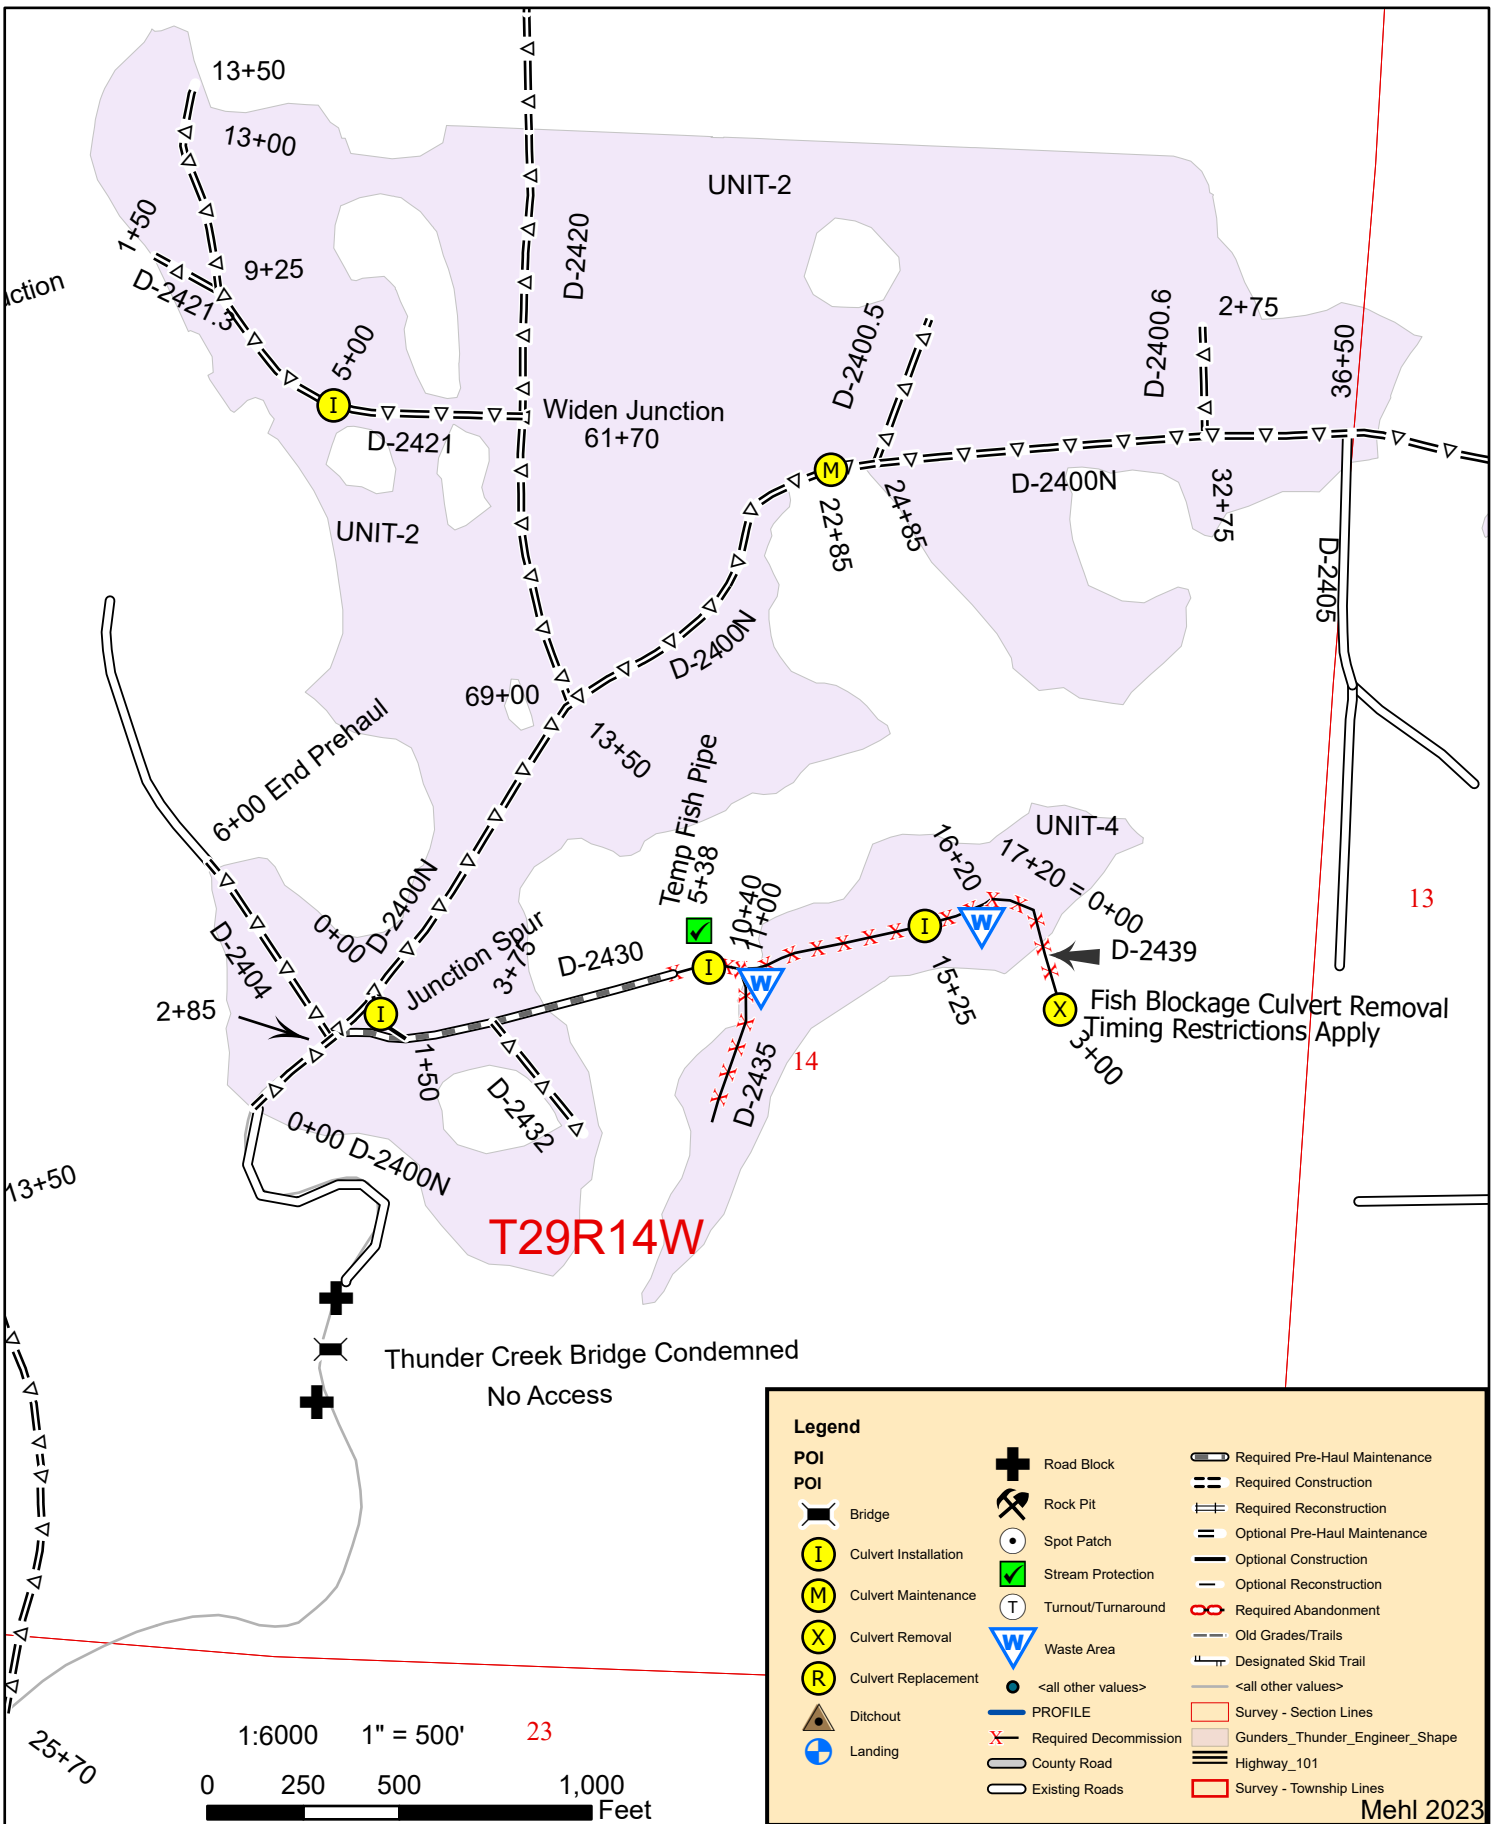 13+50
13+00
UNIT-2
1+50
D-2420
9+25
D-2421.3
5+00
D-2400.5
D-2400.6
2+75
36+50
Widen Junction
61+70
D-2421
D-2400N
UNIT-2
22+85
24+85
32+75
D-2405
D-2400N
69+00
13+50
6+00 End Prehaul
Temp Fish Pipe
5+38
UNIT-4
16+20
17+20 = 0+00
10+40
11+00
13
0+00
D-2400N
D-2404
Junction Spur
3+75
D-2430
D-2439
2+85
15+25
Fish Blockage Culvert Removal
Timing Restrictions Apply
3+00
1+50
14
D-2435
D-2432
0+00 D-2400N
13+50
T29R14W
Thunder Creek Bridge Condemned
No Access
25+70
1:6000 1" = 500'
23
0 250 500 1,000
Feet
I
M
I
I
I
X
W
W
Legend
POI
POI
Bridge
I Culvert Installation
M Culvert Maintenance
X Culvert Removal
R Culvert Replacement
Ditchout
Landing
Road Block
Rock Pit
Spot Patch
Stream Protection
T Turnout/Turnaround
W Waste Area
<all other values>
PROFILE
X Required Decommission
County Road
Existing Roads
Required Pre-Haul Maintenance
Required Construction
Required Reconstruction
Optional Pre-Haul Maintenance
Optional Construction
Optional Reconstruction
Required Abandonment
Old Grades/Trails
Designated Skid Trail
<all other values>
Survey - Section Lines
Gunders_Thunder_Engineer_Shape
Highway_101
Survey - Township Lines
Mehl 2023